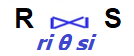 R ⋈ S
ri θ si